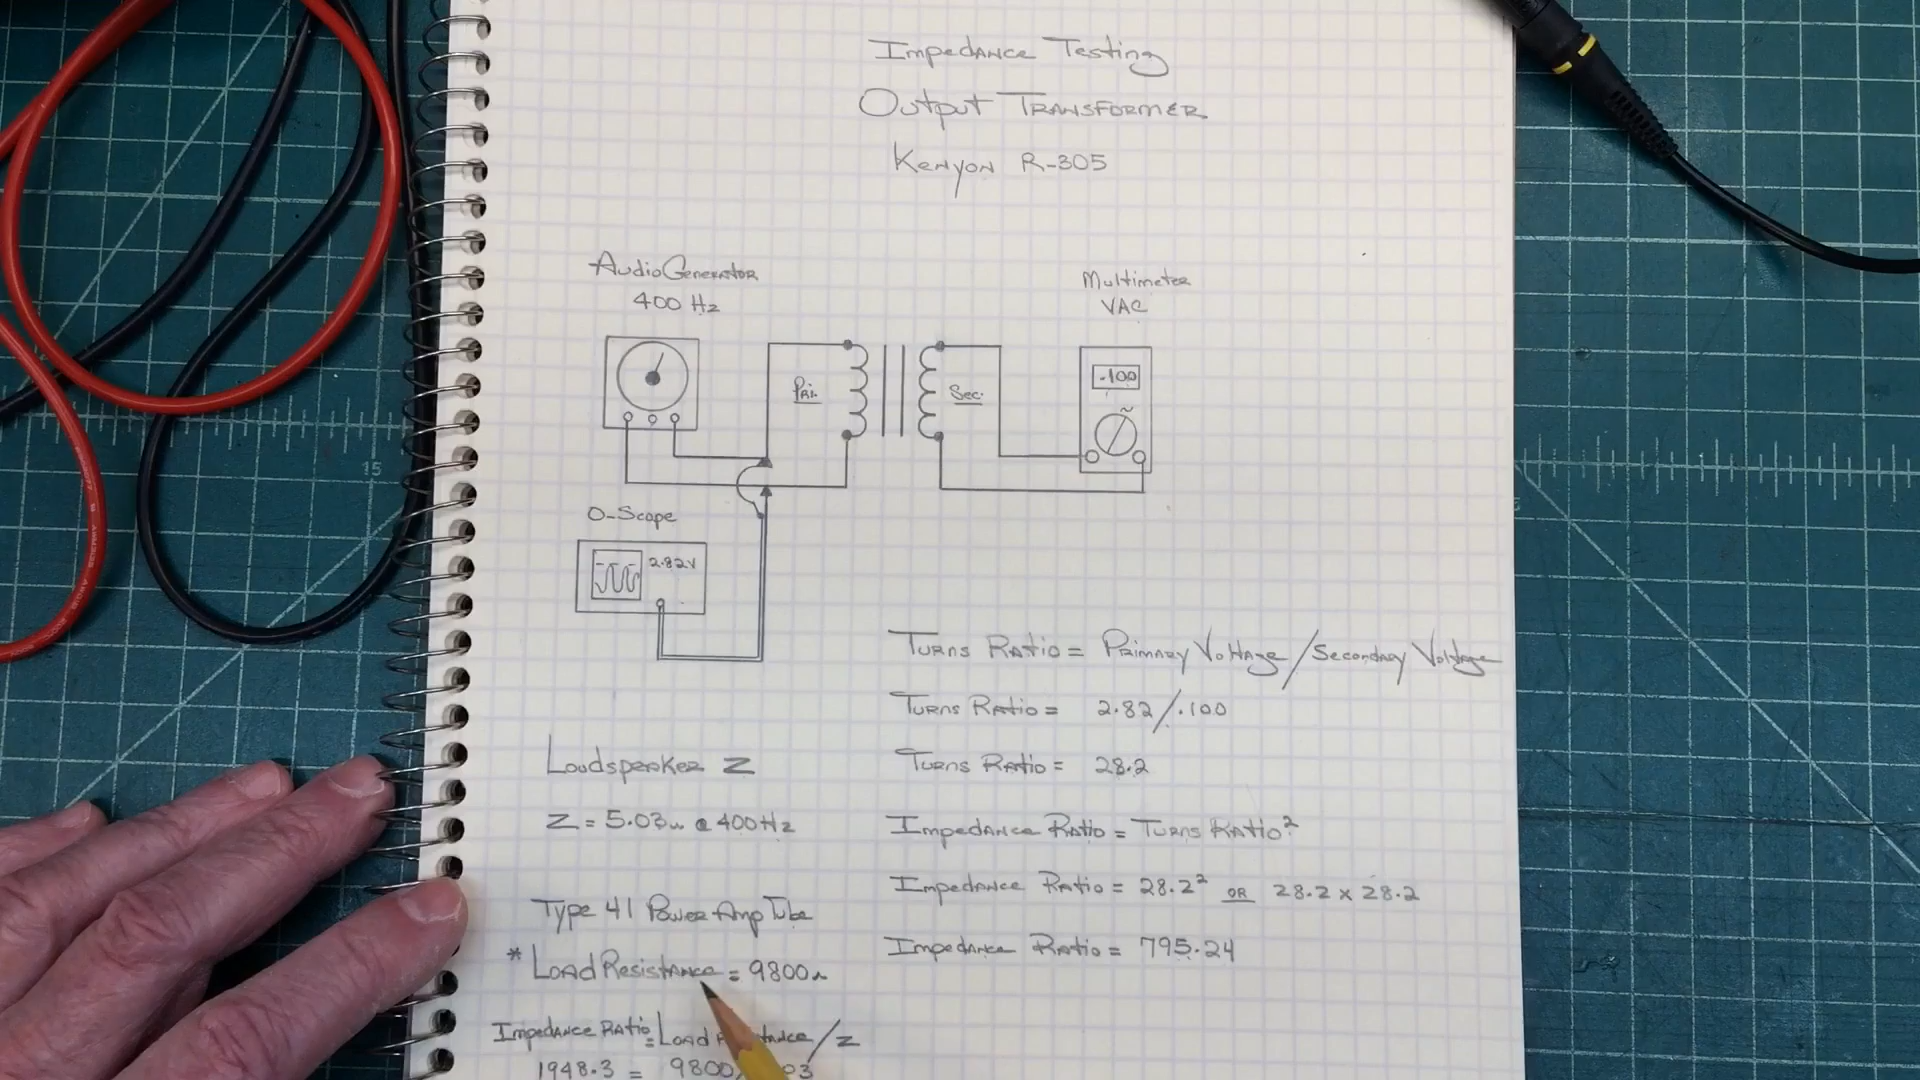 Impedance Testing
Output Transformer
Kenyon R-305
Audio Generator
400 Hz
Multimeter
VAC
Pri.
Sec.
.100
~
O-Scope
2.82V
Turns Ratio = Primary Voltage / Secondary Voltage
Turns Ratio = 2.82/.100
Turns Ratio = 28.2
Loudspeaker Z
Z = 5.03Ω @ 400Hz
Impedance Ratio = Turns Ratio²
Impedance Ratio = 28.2² OR 28.2 x 28.2
Impedance Ratio = 795.24
Type 41 Power Amp Tube
* Load Resistance = 9800Ω
Impedance Ratio = Load / Z
1948.3 = 9800/ 03
15